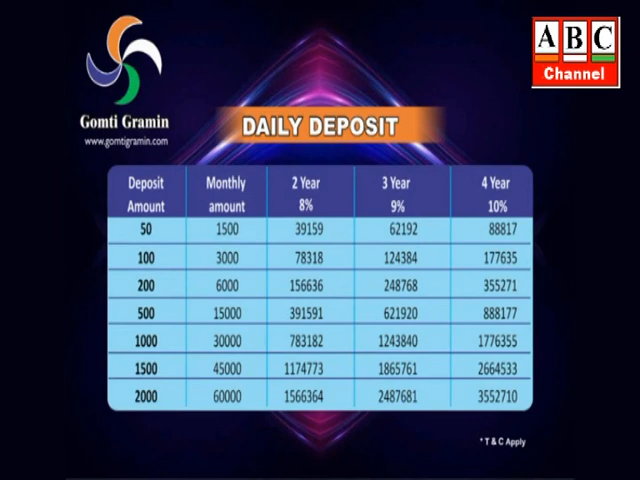 ABC
Channel
Gomti Gramin
www.gomtigramin.com
DAILY DEPOSIT
Deposit Amount Monthly amount 2 Year 8% 3 Year 9% 4 Year 10%
50 1500 39159 62192 88817
100 3000 78318 124384 177635
200 6000 156636 248768 355271
500 15000 391591 621920 888177
1000 30000 783182 1243840 1776355
1500 45000 1174773 1865761 2664533
2000 60000 1566364 2487681 3552710
* T & C Apply